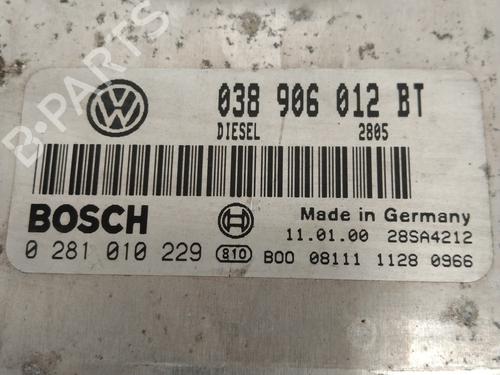 B-PARTS
038 906 012 BT
DIESEL 2805
BOSCH
Made in Germany
11.01.00 28SA4212
0 281 010 229 810 B00 08111 1128 0966